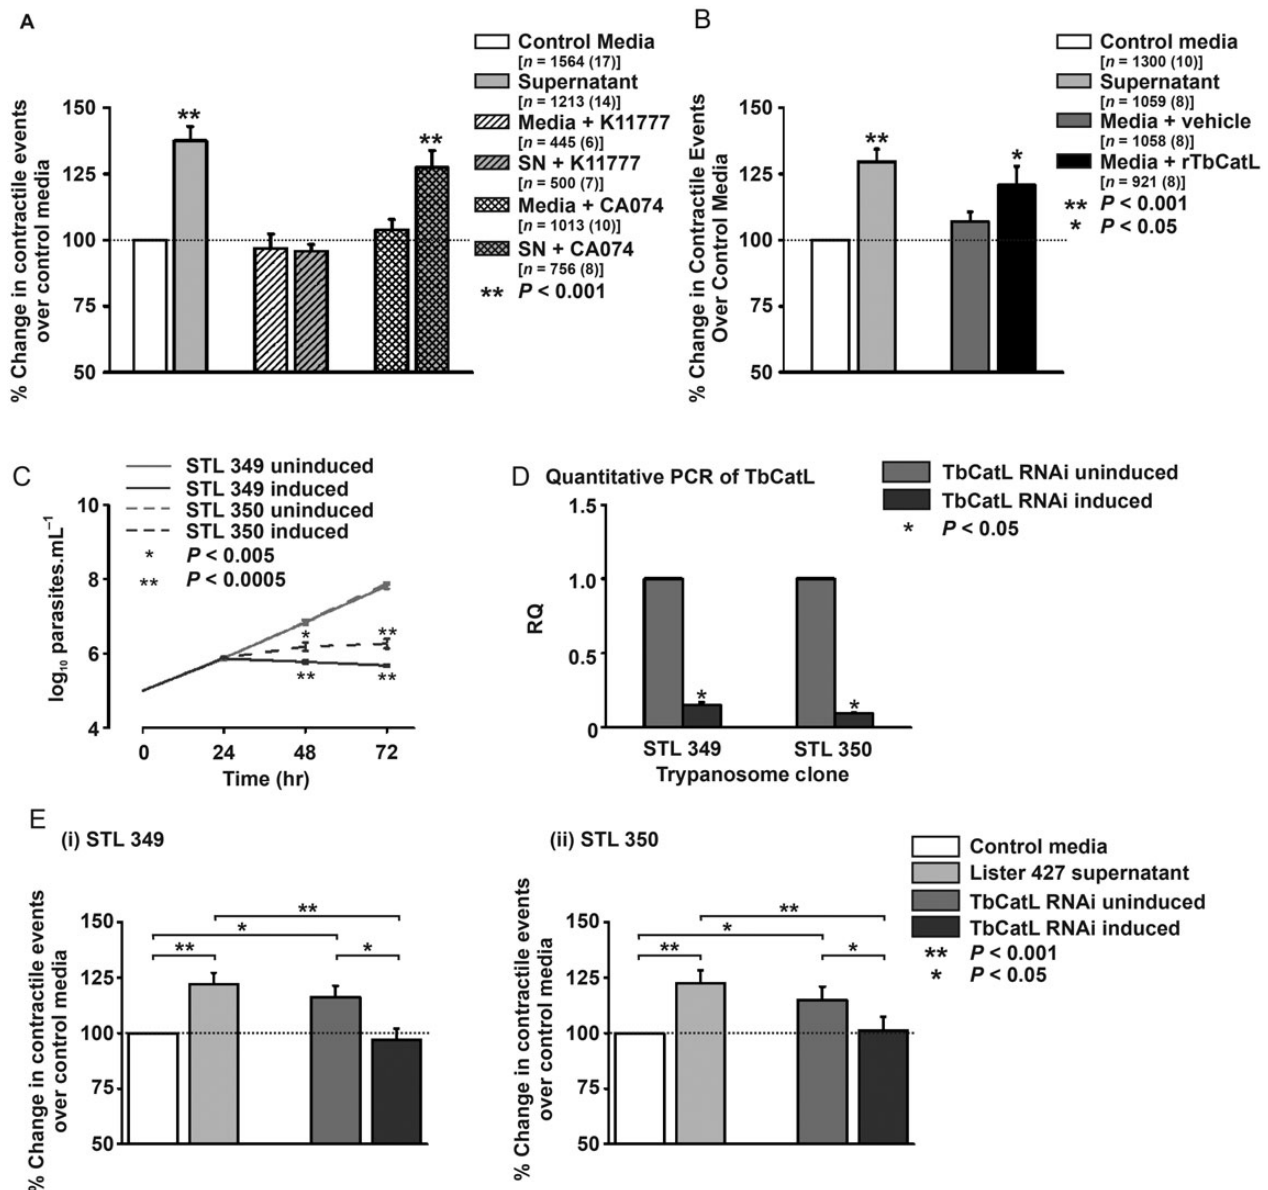 A
% Change in contractile events
over control media
150
125
100
75
50
**
**
Control Media
[n = 1564 (17)]
Supernatant
[n = 1213 (14)]
Media + K11777
[n = 445 (6)]
SN + K11777
[n = 500 (7)]
Media + CA074
[n = 1013 (10)]
SN + CA074
[n = 756 (8)]
** P < 0.001
B
% Change in Contractile Events
Over Control Media
150
125
100
75
50
**
*
Control media
[n = 1300 (10)]
Supernatant
[n = 1059 (8)]
Media + vehicle
[n = 1058 (8)]
Media + rTbCatL
[n = 921 (8)]
** P < 0.001
* P < 0.05
C
STL 349 uninduced
STL 349 induced
STL 350 uninduced
STL 350 induced
* P < 0.005
** P < 0.0005
log10 parasites.mL–1
10
8
6
4
*
**
**
**
0 24 48 72
Time (hr)
D Quantitative PCR of TbCatL
TbCatL RNAi uninduced
TbCatL RNAi induced
* P < 0.05
RQ
1.5
1.0
0.5
0
*
*
STL 349 STL 350
Trypanosome clone
E
(i) STL 349
% Change in contractile events
over control media
150
125
100
75
50
**
*
**
*
(ii) STL 350
% Change in contractile events
over control media
150
125
100
75
50
**
*
**
*
Control media
Lister 427 supernatant
TbCatL RNAi uninduced
TbCatL RNAi induced
** P < 0.001
* P < 0.05